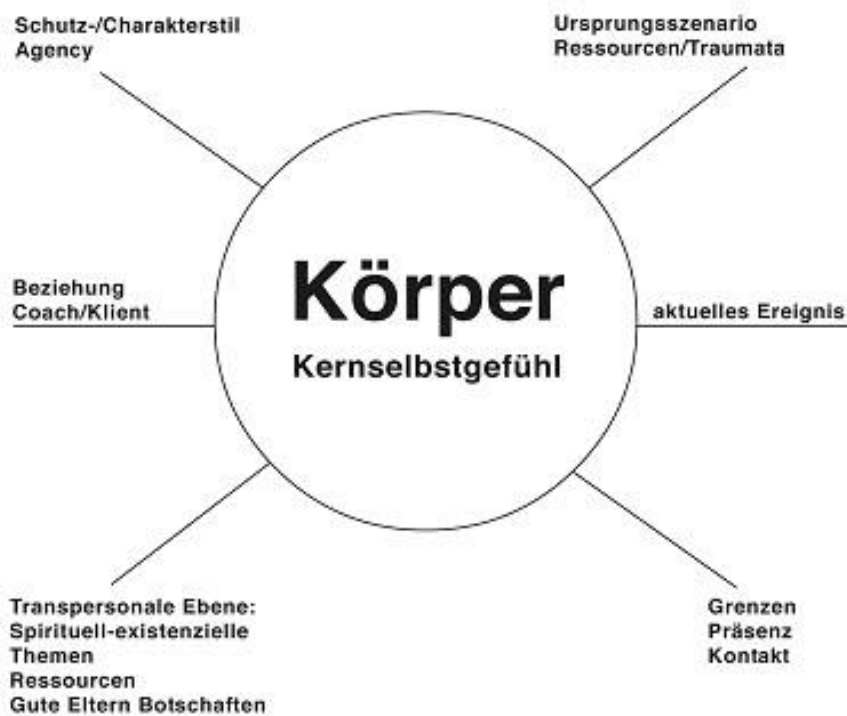 Schutz-/Charakterstil
Agency
Ursprungsszenario
Ressourcen/Traumata
Körper
Kernselbstgefühl
Beziehung
Coach/Klient
aktuelles Ereignis
Transpersonale Ebene:
Spirituell-existenzielle
Themen
Ressourcen
Gute Eltern Botschaften
Grenzen
Präsenz
Kontakt